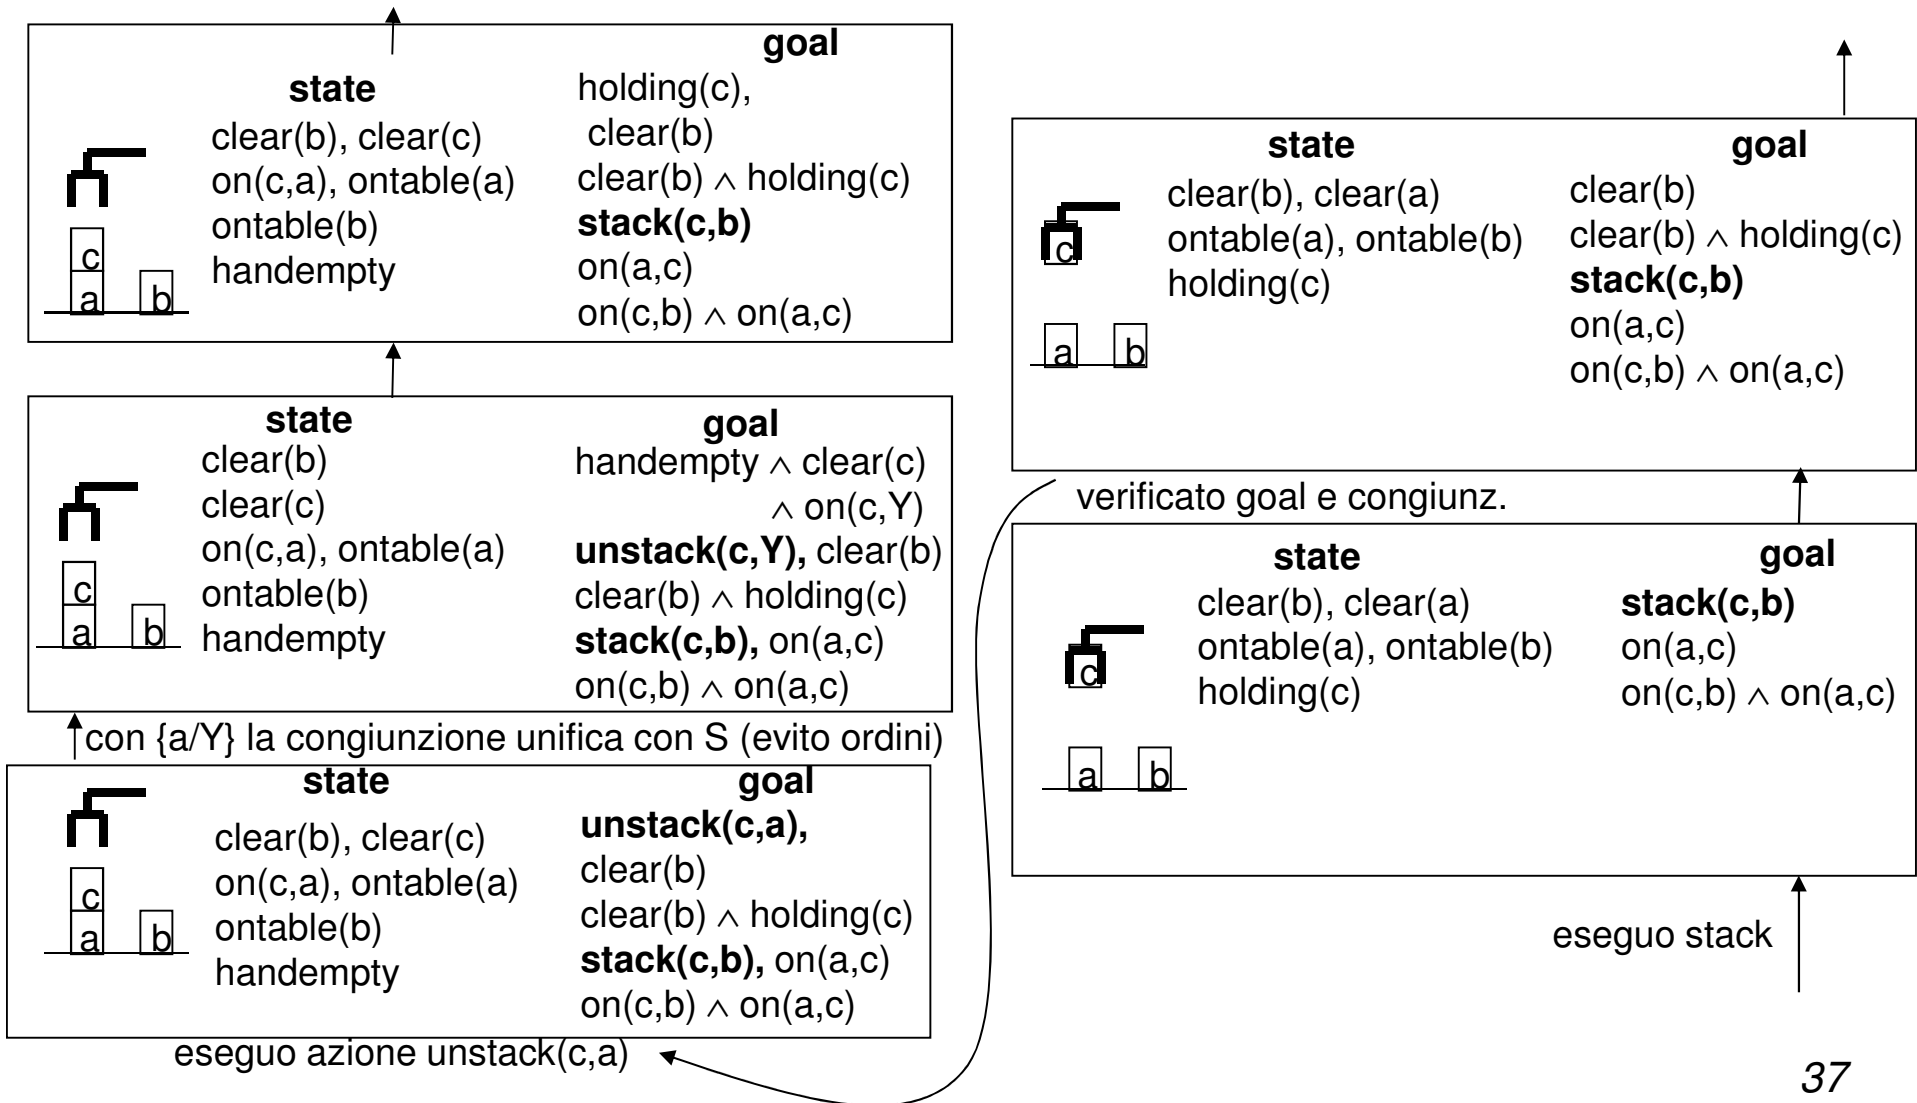 goal
state
holding(c),
clear(b)
clear(b), clear(c)
on(c,a), ontable(a)
clear(b) ∧ holding(c)
ontable(b)
stack(c,b)
handempty
on(a,c)
on(c,b) ∧ on(a,c)
c
a b
state
goal
clear(b)
handempty ∧ clear(c)
clear(c)
∧ on(c,Y)
on(c,a), ontable(a)
unstack(c,Y), clear(b)
ontable(b)
clear(b) ∧ holding(c)
handempty
stack(c,b), on(a,c)
on(c,b) ∧ on(a,c)
c
a b
con {a/Y} la congiunzione unifica con S (evito ordini)
state
goal
unstack(c,a),
clear(b), clear(c)
clear(b)
on(c,a), ontable(a)
clear(b) ∧ holding(c)
ontable(b)
stack(c,b), on(a,c)
handempty
on(c,b) ∧ on(a,c)
c
a b
eseguo azione unstack(c,a)
state
goal
clear(b), clear(a)
clear(b)
ontable(a), ontable(b)
clear(b) ∧ holding(c)
holding(c)
stack(c,b)
on(a,c)
on(c,b) ∧ on(a,c)
c
a b
verificato goal e congiunz.
state
goal
clear(b), clear(a)
stack(c,b)
ontable(a), ontable(b)
on(a,c)
holding(c)
on(c,b) ∧ on(a,c)
c
a b
eseguo stack
37